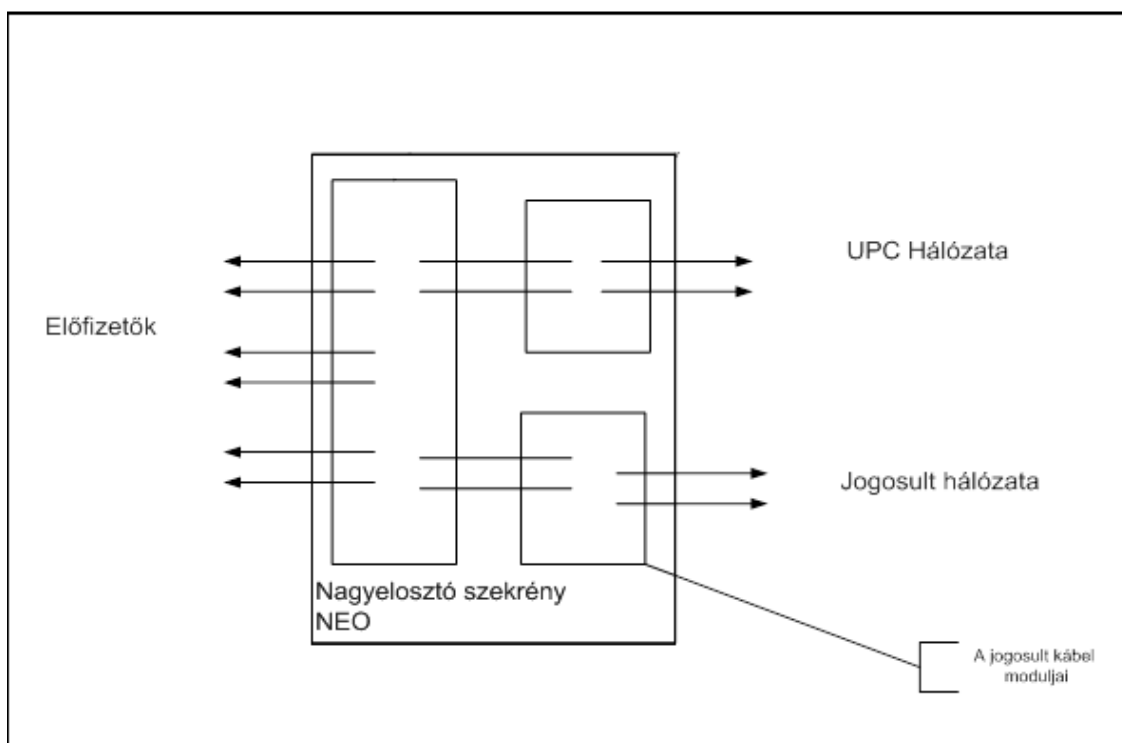 UPC Hálózata
Előfizetők
Jogosult hálózata
Nagyelosztó szekrény
NEO
A jogosult kábel
moduljai